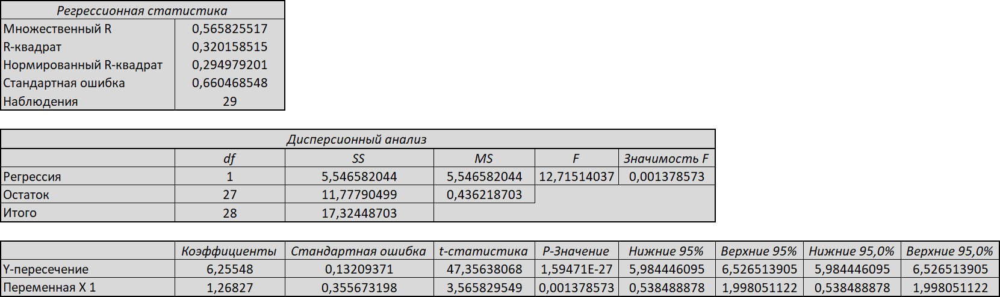 Регрессионная статистика
Множественный R 0,565825517
R-квадрат 0,320158515
Нормированный R-квадрат 0,294979201
Стандартная ошибка 0,660468548
Наблюдения 29
Дисперсионный анализ
df SS MS F Значимость F
Регрессия 1 5,546582044 5,546582044 12,71514037 0,001378573
Остаток 27 11,77790499 0,436218703
Итого 28 17,32448703
Коэффициенты Стандартная ошибка t-статистика P-Значение Нижние 95% Верхние 95% Нижние 95,0% Верхние 95,0%
Y-пересечение 6,25548 0,13209371 47,35638068 1,59471E-27 5,984446095 6,526513905 5,984446095 6,526513905
Переменная X 1 1,26827 0,355673198 3,565829549 0,001378573 0,538488878 1,998051122 0,538488878 1,998051122